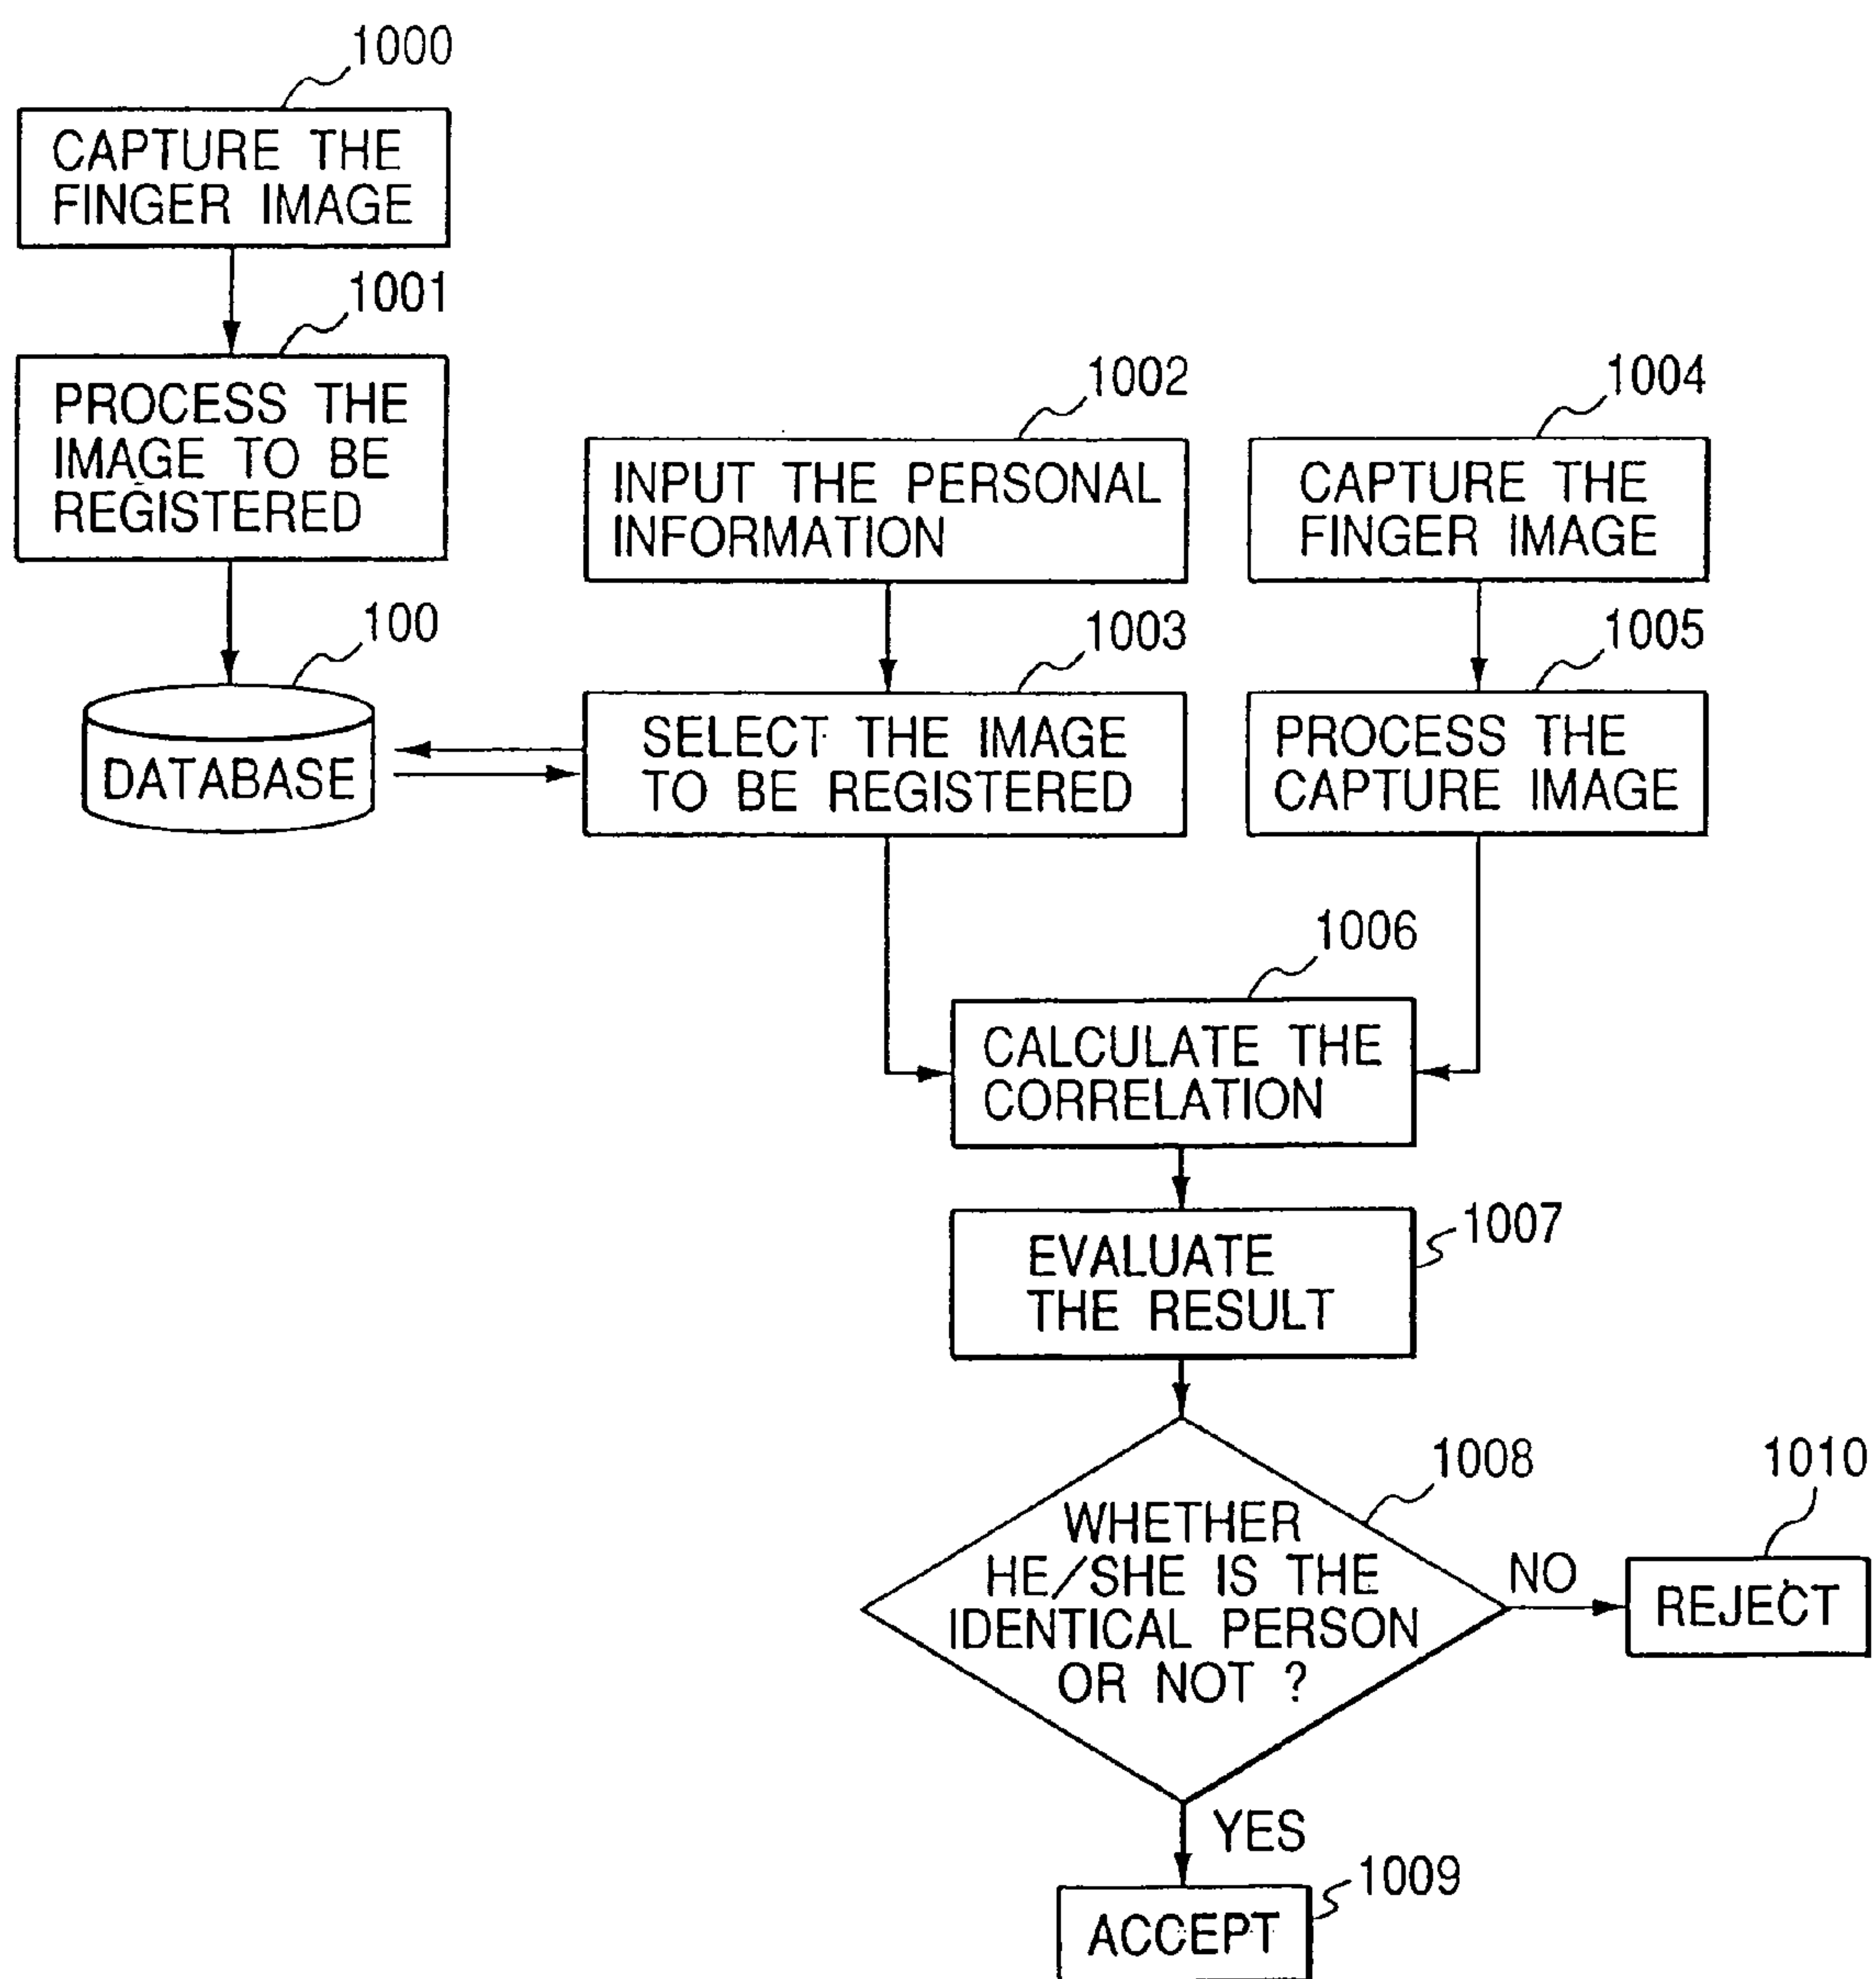 1000
CAPTURE THE
FINGER IMAGE
1001
PROCESS THE
IMAGE TO BE
REGISTERED
100
DATABASE
1002
INPUT THE PERSONAL
INFORMATION
1003
SELECT THE IMAGE
TO BE REGISTERED
1004
CAPTURE THE
FINGER IMAGE
1005
PROCESS THE
CAPTURE IMAGE
1006
CALCULATE THE
CORRELATION
1007
EVALUATE
THE RESULT
1008
WHETHER
HE/SHE IS THE
IDENTICAL PERSON
OR NOT ?
NO
1010
REJECT
YES
1009
ACCEPT